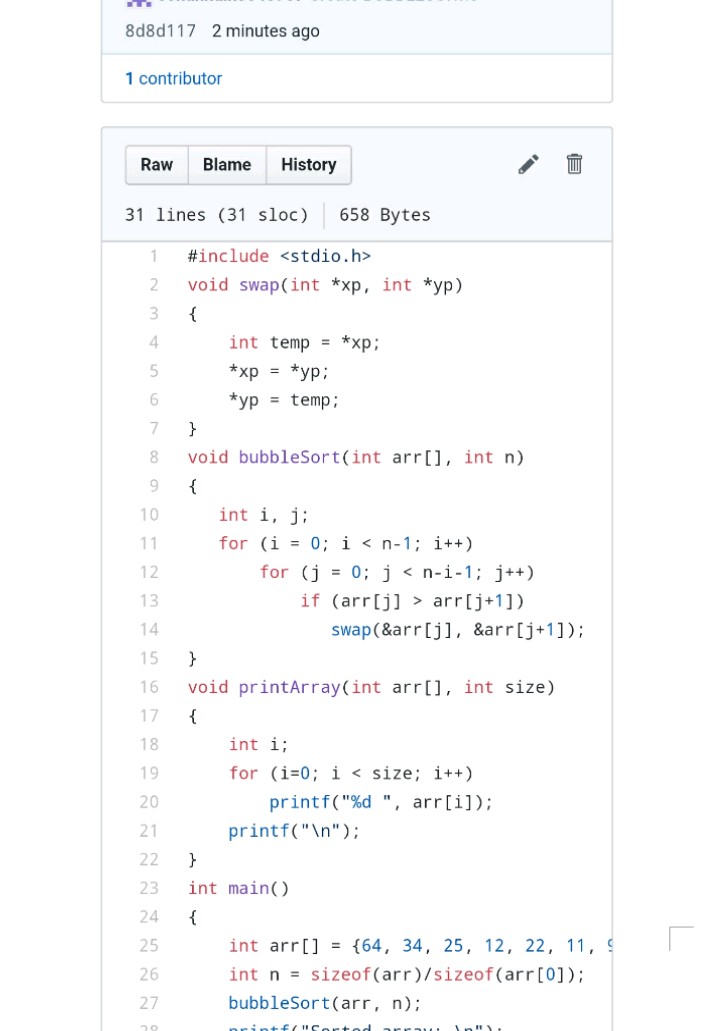 8d8d117 2 minutes ago
1 contributor
Raw Blame History
31 lines (31 sloc) 658 Bytes
1 #include <stdio.h>
2 void swap(int *xp, int *yp)
3 {
4 int temp = *xp;
5 *xp = *yp;
6 *yp = temp;
7 }
8 void bubbleSort(int arr[], int n)
9 {
10 int i, j;
11 for (i = 0; i < n-1; i++)
12 for (j = 0; j < n-i-1; j++)
13 if (arr[j] > arr[j+1])
14 swap(&arr[j], &arr[j+1]);
15 }
16 void printArray(int arr[], int size)
17 {
18 int i;
19 for (i=0; i < size; i++)
20 printf("%d ", arr[i]);
21 printf("\n");
22 }
23 int main()
24 {
25 int arr[] = {64, 34, 25, 12, 22, 11,
26 int n = sizeof(arr)/sizeof(arr[0]);
27 bubbleSort(arr, n);
28 printf("Sorted array: \n");